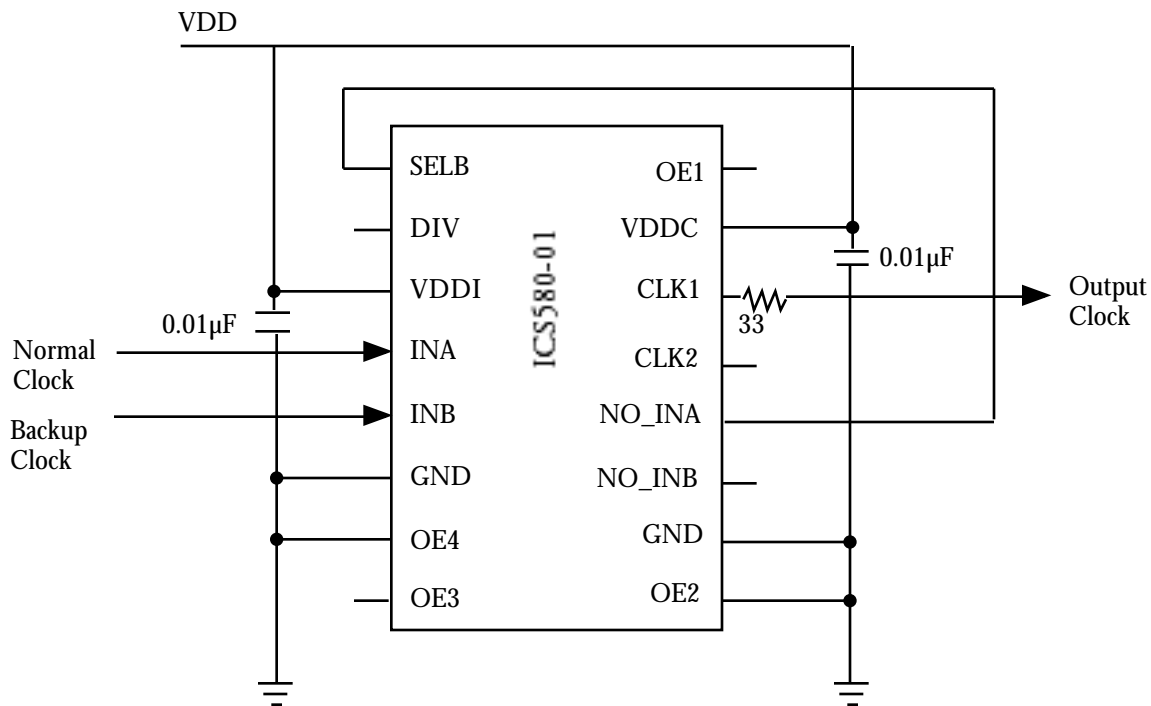 VDD
SELB
DIV
VDDI
0.01µF
Normal
Clock
INA
Backup
Clock
INB
GND
OE4
OE3
ICS580-01
OE1
VDDC
0.01µF
CLK1
33
Output
Clock
CLK2
NO_INA
NO_INB
GND
OE2